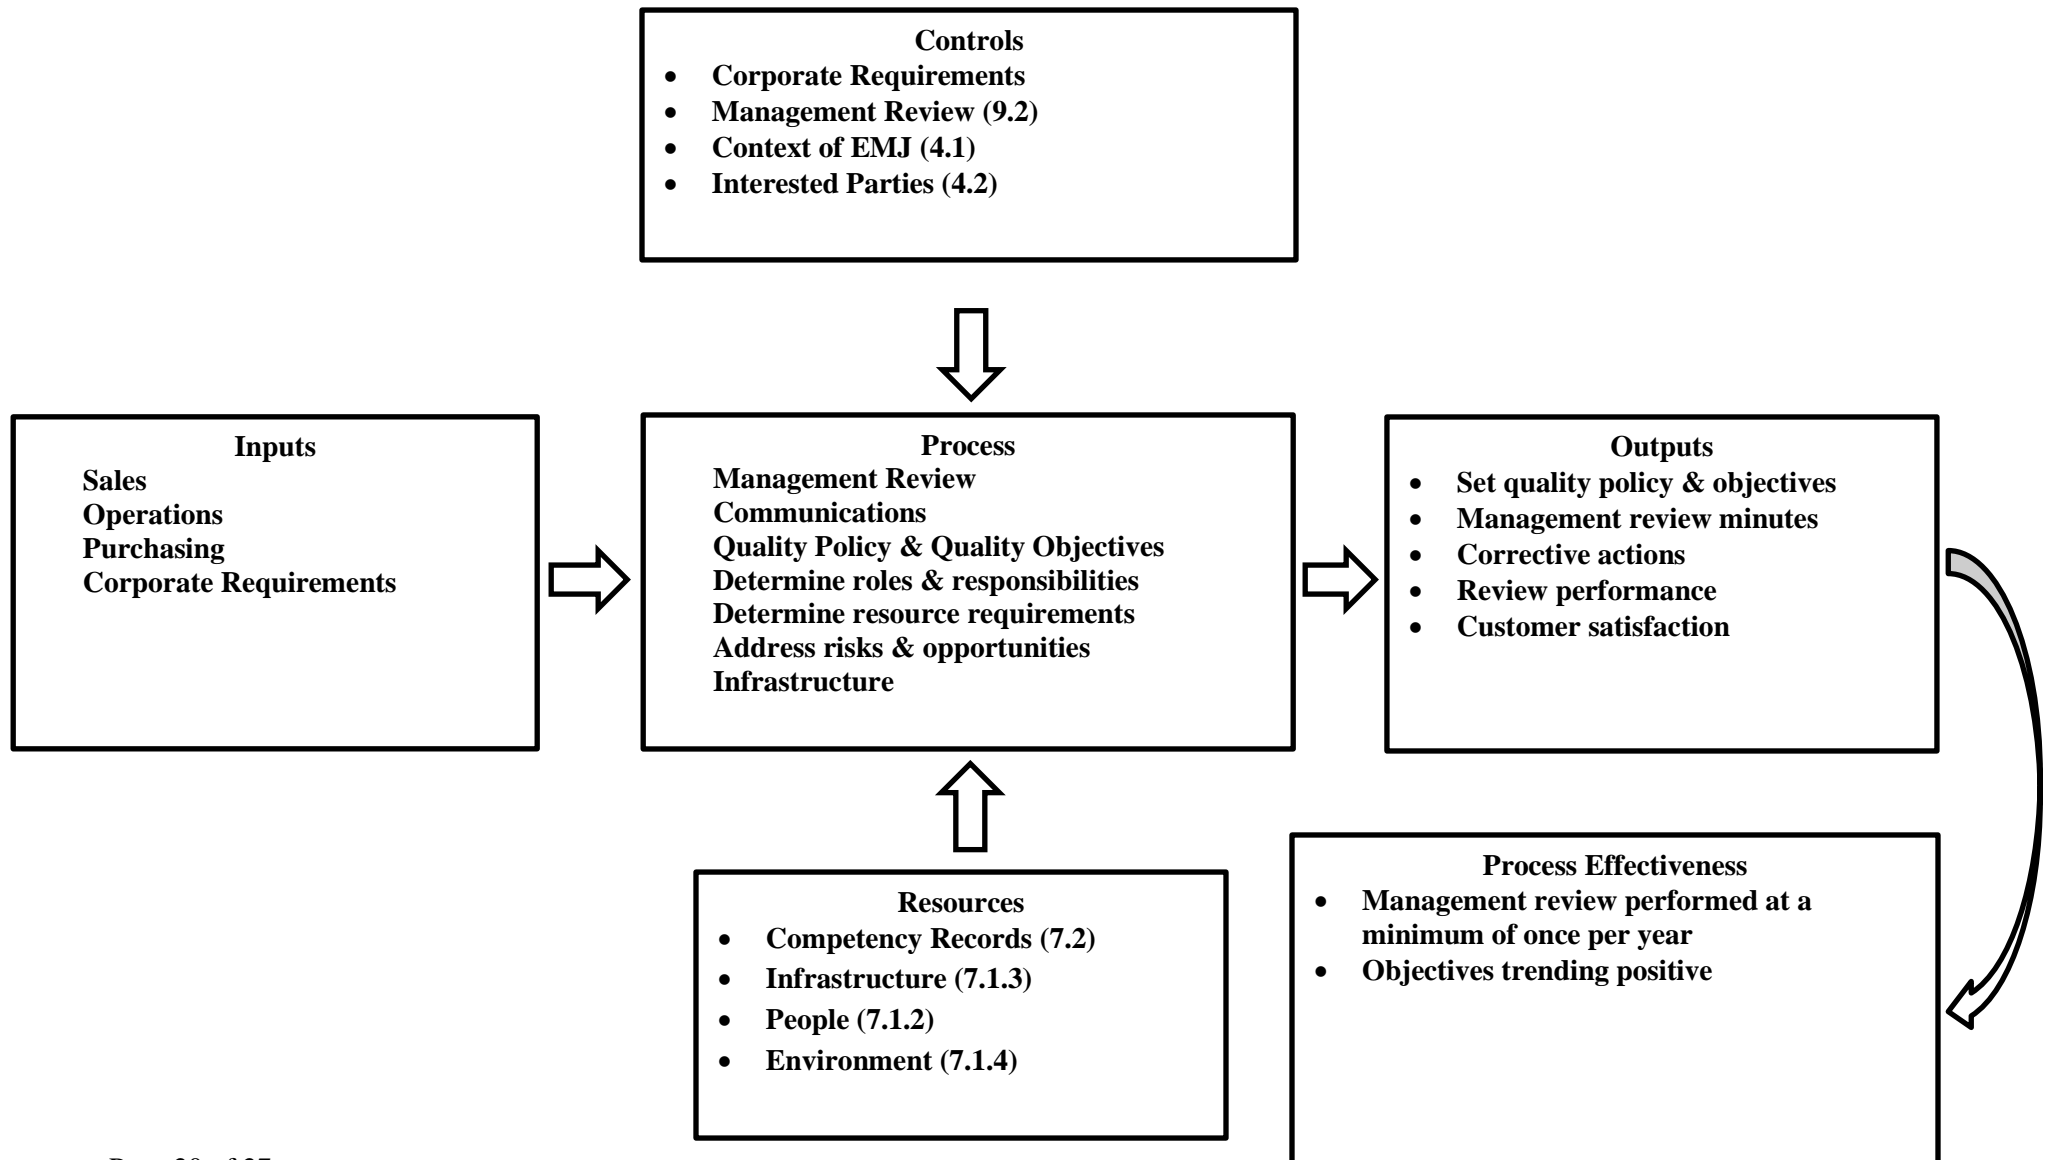 Controls
• Corporate Requirements
• Management Review (9.2)
• Context of EMJ (4.1)
• Interested Parties (4.2)
Inputs
Sales
Operations
Purchasing
Corporate Requirements
Process
Management Review
Communications
Quality Policy & Quality Objectives
Determine roles & responsibilities
Determine resource requirements
Address risks & opportunities
Infrastructure
Outputs
• Set quality policy & objectives
• Management review minutes
• Corrective actions
• Review performance
• Customer satisfaction
Resources
• Competency Records (7.2)
• Infrastructure (7.1.3)
• People (7.1.2)
• Environment (7.1.4)
Process Effectiveness
• Management review performed at a
minimum of once per year
• Objectives trending positive